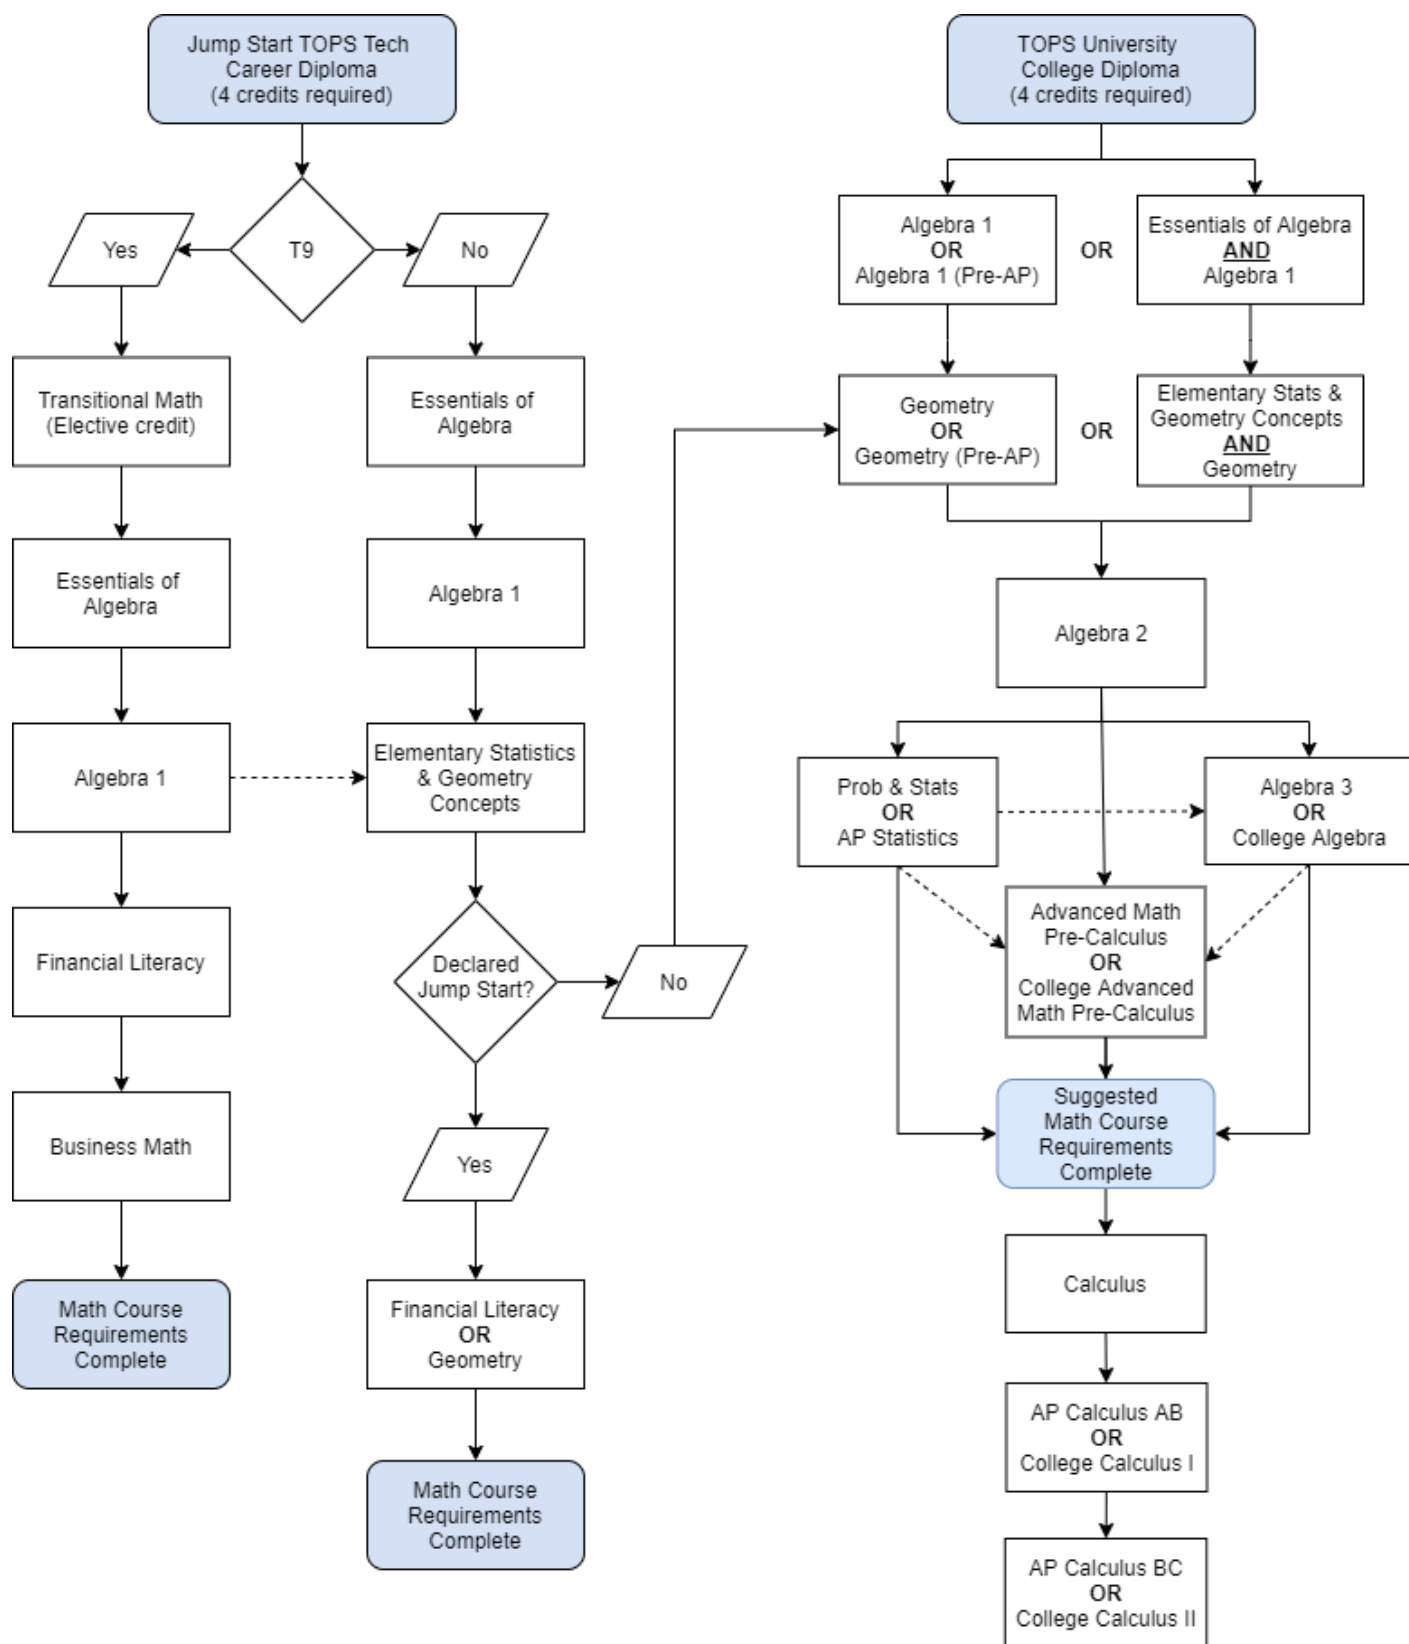 Jump Start TOPS Tech
Career Diploma
(4 credits required)
T9
Yes
No
Transitional Math
(Elective credit)
Essentials of
Algebra
Algebra 1
Financial Literacy
Business Math
Math Course
Requirements
Complete
Essentials of
Algebra
Algebra 1
Elementary Statistics
& Geometry
Concepts
Declared
Jump Start?
No
Yes
Financial Literacy
OR
Geometry
Math Course
Requirements
Complete
TOPS University
College Diploma
(4 credits required)
Algebra 1
OR
Algebra 1 (Pre-AP)
OR
Essentials of Algebra
AND
Algebra 1
Geometry
OR
Geometry (Pre-AP)
OR
Elementary Stats &
Geometry Concepts
AND
Geometry
Algebra 2
Prob & Stats
OR
AP Statistics
Algebra 3
OR
College Algebra
Advanced Math
Pre-Calculus
OR
College Advanced
Math Pre-Calculus
Suggested
Math Course
Requirements
Complete
Calculus
AP Calculus AB
OR
College Calculus I
AP Calculus BC
OR
College Calculus II